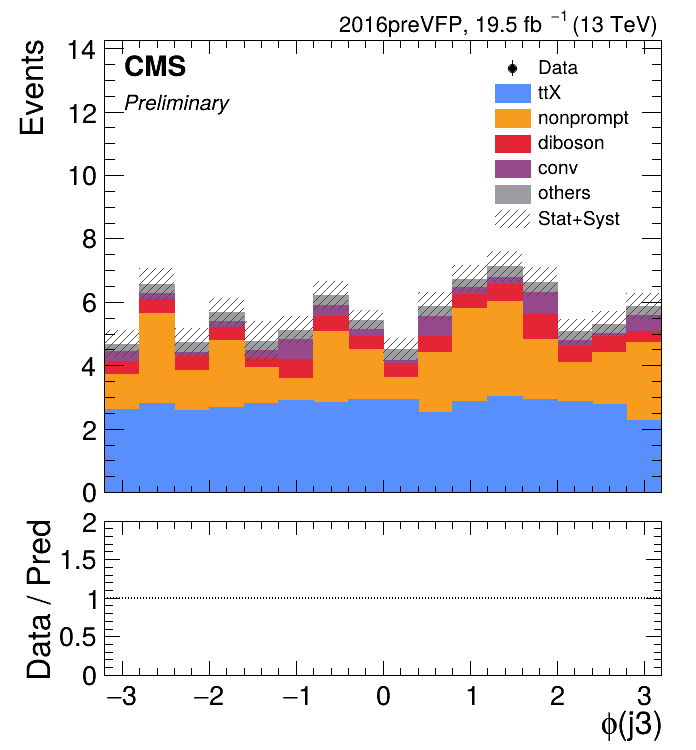 2016preVFP, 19.5 fb⁻¹ (13 TeV)
Events
CMS
Preliminary
Data
ttX
nonprompt
diboson
conv
others
Stat+Syst
14
12
10
8
6
4
2
0
Data / Pred
2
1.5
1
0.5
0
−3 −2 −1 0 1 2 3
ϕ(j3)